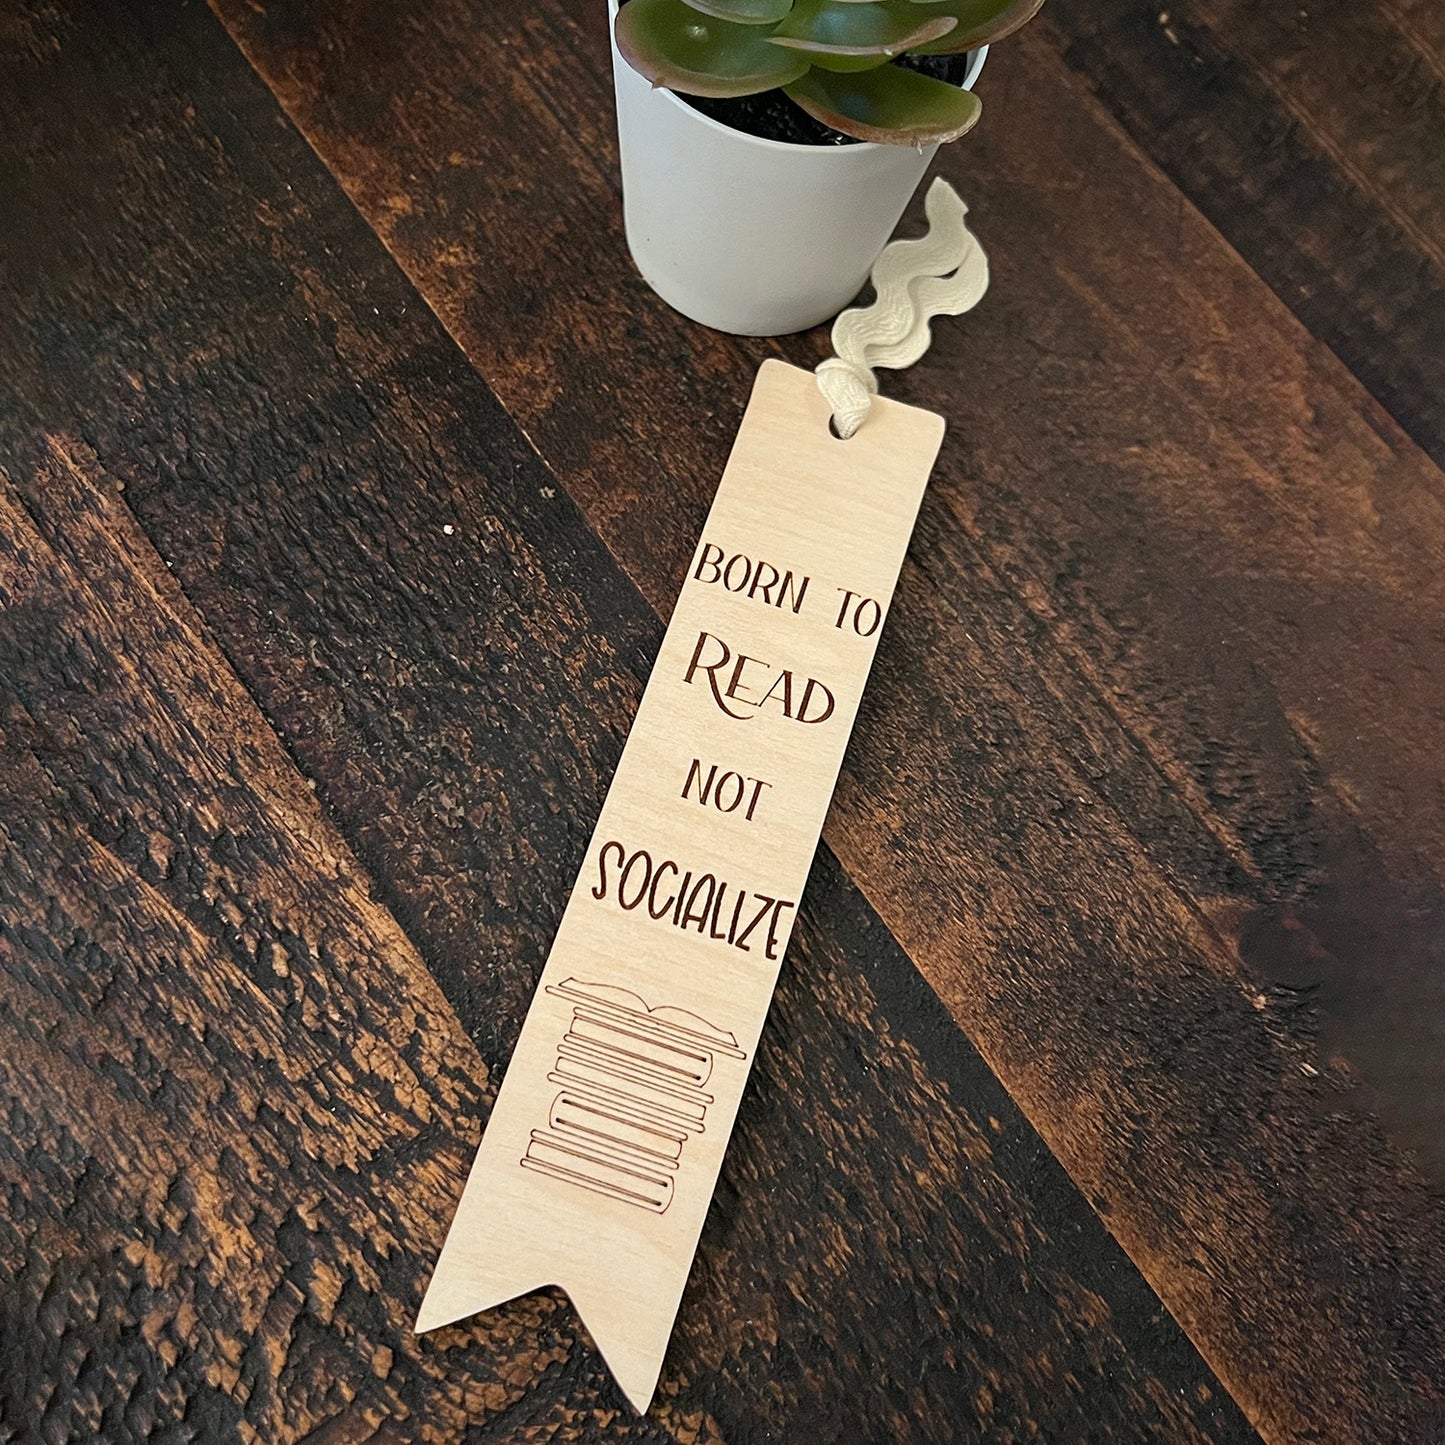 BORN TO
READ
NOT
SOCIALIZE